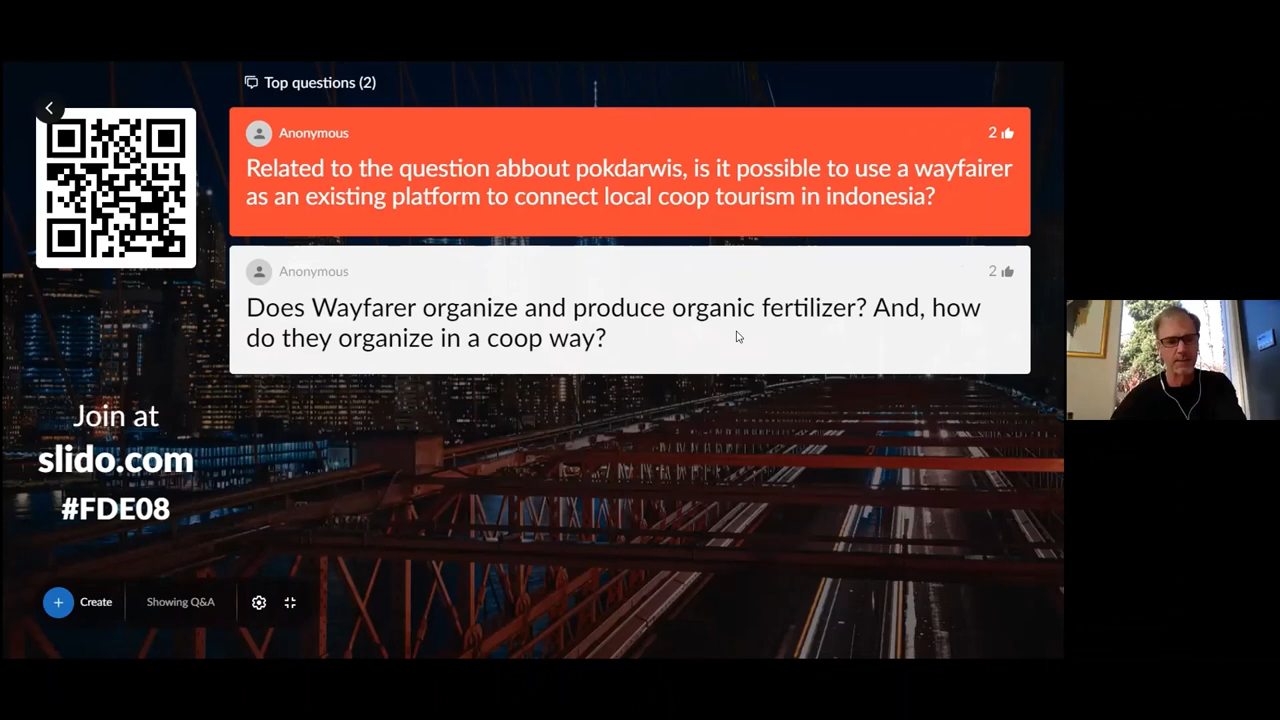 Top questions (2)
Anonymous
2
Related to the question abbout pokdarwis, is it possible to use a wayfairer
as an existing platform to connect local coop tourism in indonesia?
Anonymous
2
Does Wayfarer organize and produce organic fertilizer? And, how
do they organize in a coop way?
Join at
slido.com
#FDE08
Create
Showing Q&A